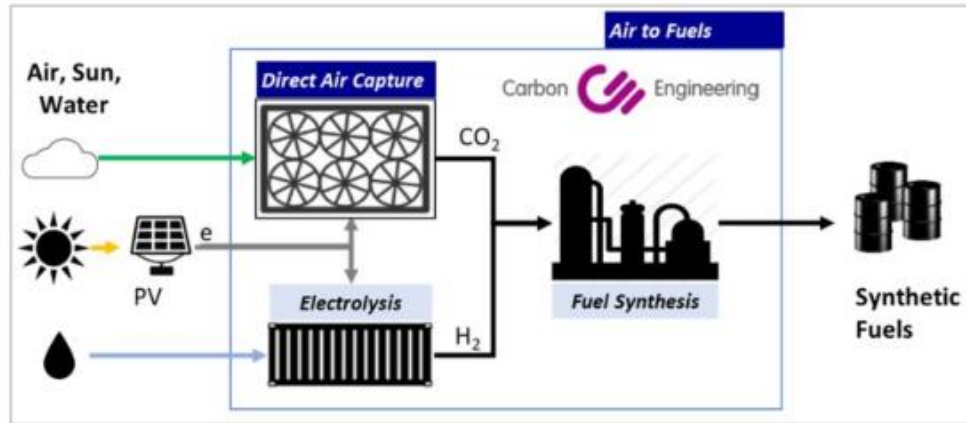 Air to Fuels
Air, Sun,
Water
Direct Air Capture
Carbon Engineering
CO₂
e
PV
Electrolysis
Fuel Synthesis
H₂
Synthetic
Fuels